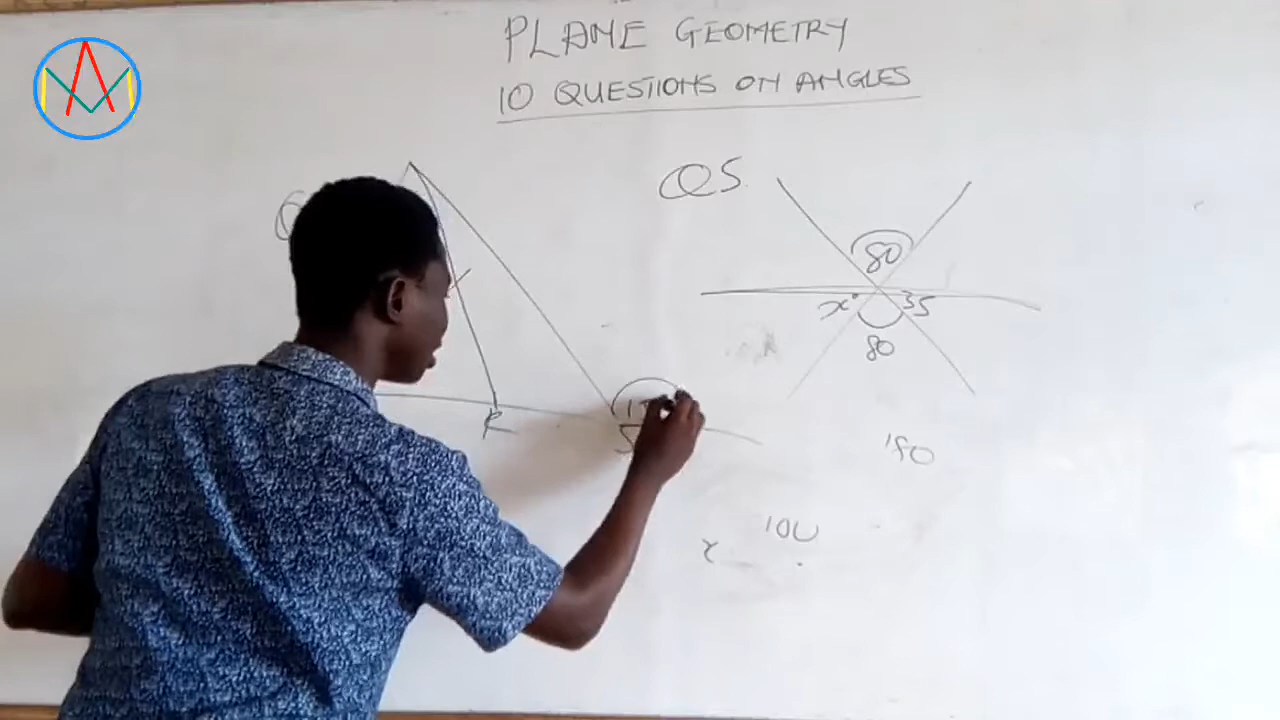 PLANE GEOMETRY
10 QUESTIONS ON ANGLES
Q5.
80
x° 35
80
R
180
100
x